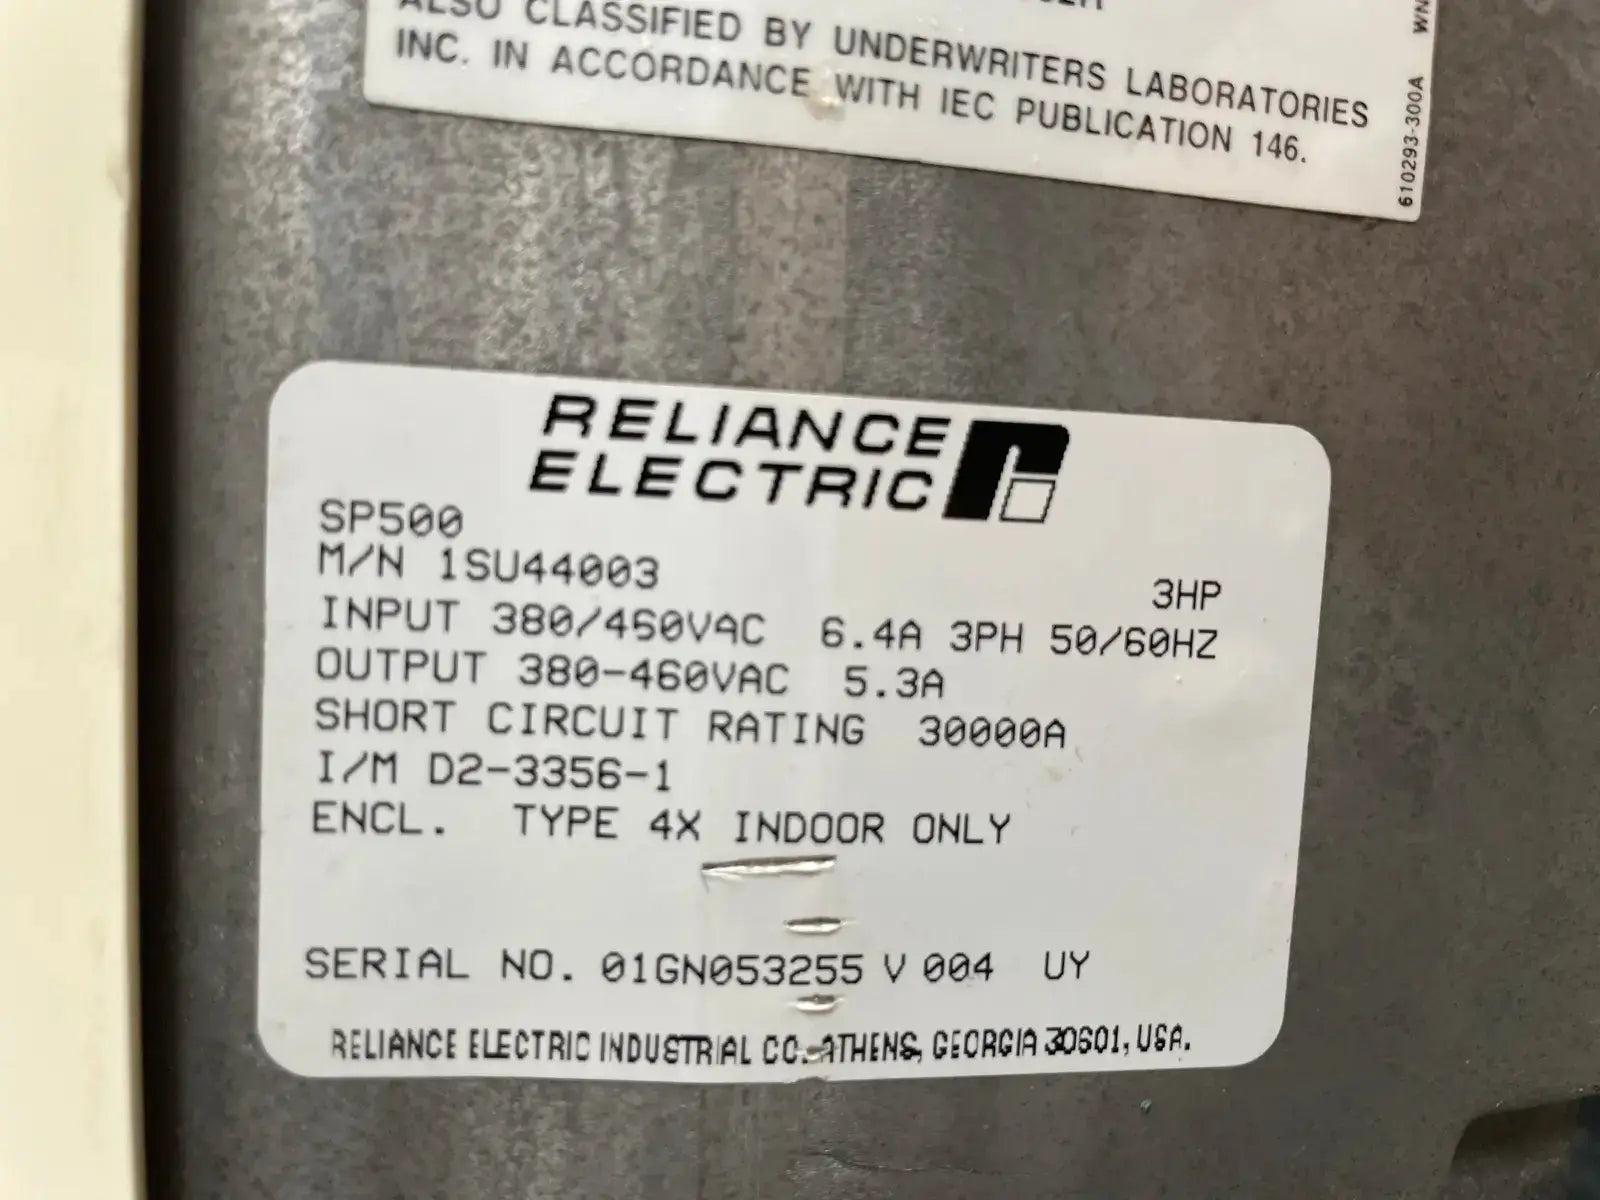 ALSO CLASSIFIED BY UNDERWRITERS LABORATORIES
INC. IN ACCORDANCE WITH IEC PUBLICATION 146.
610293-300A
WN
RELIANCE
ELECTRIC
SP500
M/N 1SU44003
3HP
INPUT 380/460VAC 6.4A 3PH 50/60HZ
OUTPUT 380-460VAC 5.3A
SHORT CIRCUIT RATING 30000A
I/M D2-3356-1
ENCL. TYPE 4X INDOOR ONLY
SERIAL NO. 01GN053255 V 004 UY
RELIANCE ELECTRIC INDUSTRIAL CO. ATHENS, GEORGIA 30601, USA.